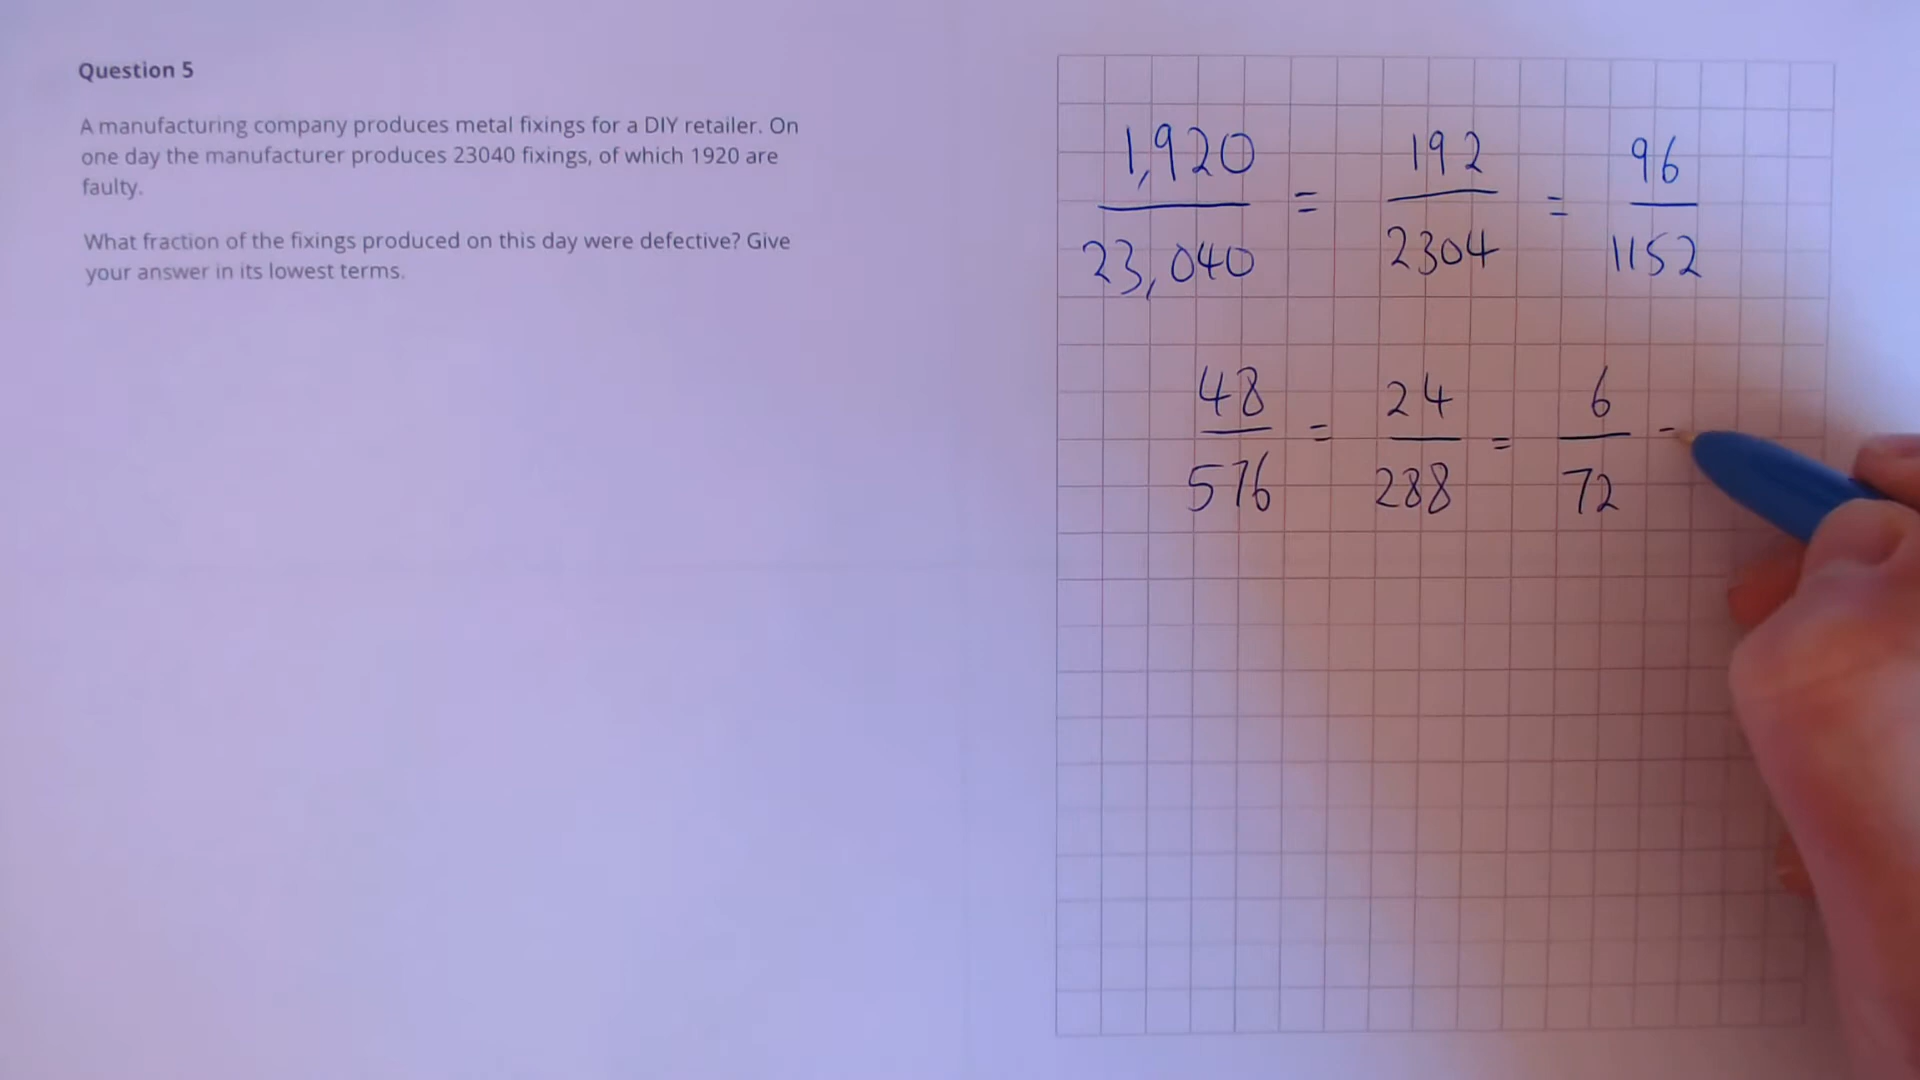 Question 5
A manufacturing company produces metal fixings for a DIY retailer. On
one day the manufacturer produces 23040 fixings, of which 1920 are
faulty.
What fraction of the fixings produced on this day were defective? Give
your answer in its lowest terms.
1,920/23,040 = 192/2304 = 96/1152
48/576 = 24/288 = 6/72 -